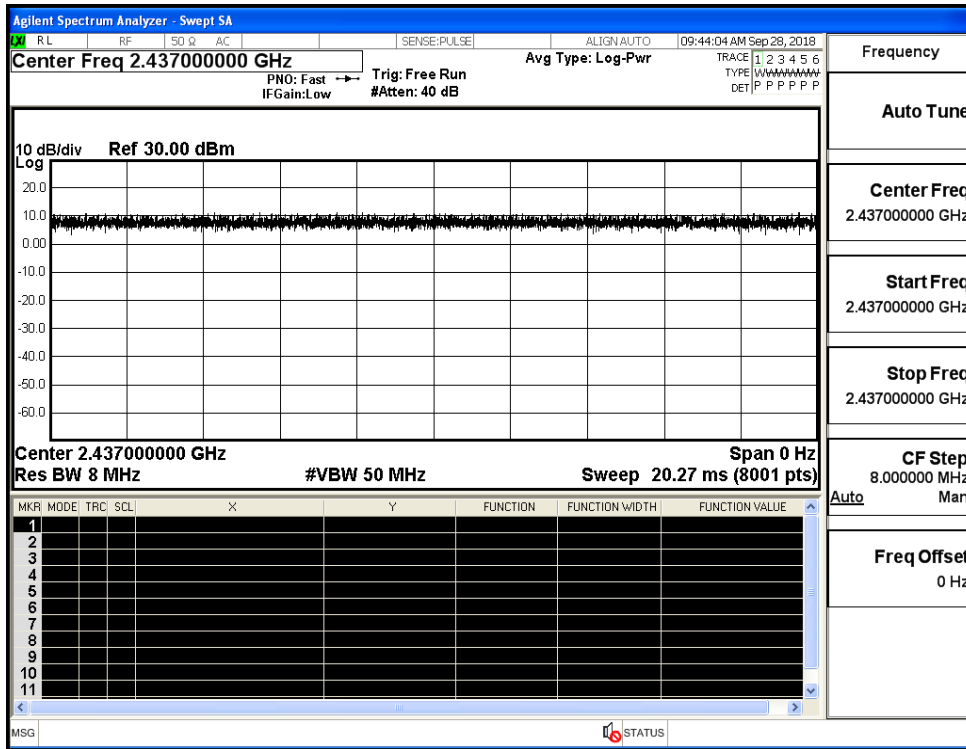 Agilent Spectrum Analyzer - Swept SA
LXI RL RF 50 Ω AC SENSE:PULSE ALIGN AUTO 09:44:04 AM Sep 28, 2018
Center Freq 2.437000000 GHz
PNO: Fast
IFGain:Low
Trig: Free Run
#Atten: 40 dB
Avg Type: Log-Pwr
TRACE 1 2 3 4 5 6
TYPE WWWWWW
DET P P P P P P
10 dB/div Ref 30.00 dBm
Log
20.0
10.0
0.00
-10.0
-20.0
-30.0
-40.0
-50.0
-60.0
Center 2.437000000 GHz Span 0 Hz
Res BW 8 MHz #VBW 50 MHz Sweep 20.27 ms (8001 pts)
MKR MODE TRC SCL X Y FUNCTION FUNCTION WIDTH FUNCTION VALUE
1
2
3
4
5
6
7
8
9
10
11
MSG STATUS
Frequency
Auto Tune
Center Freq
2.437000000 GHz
Start Freq
2.437000000 GHz
Stop Freq
2.437000000 GHz
CF Step
8.000000 MHz
Auto Man
Freq Offset
0 Hz